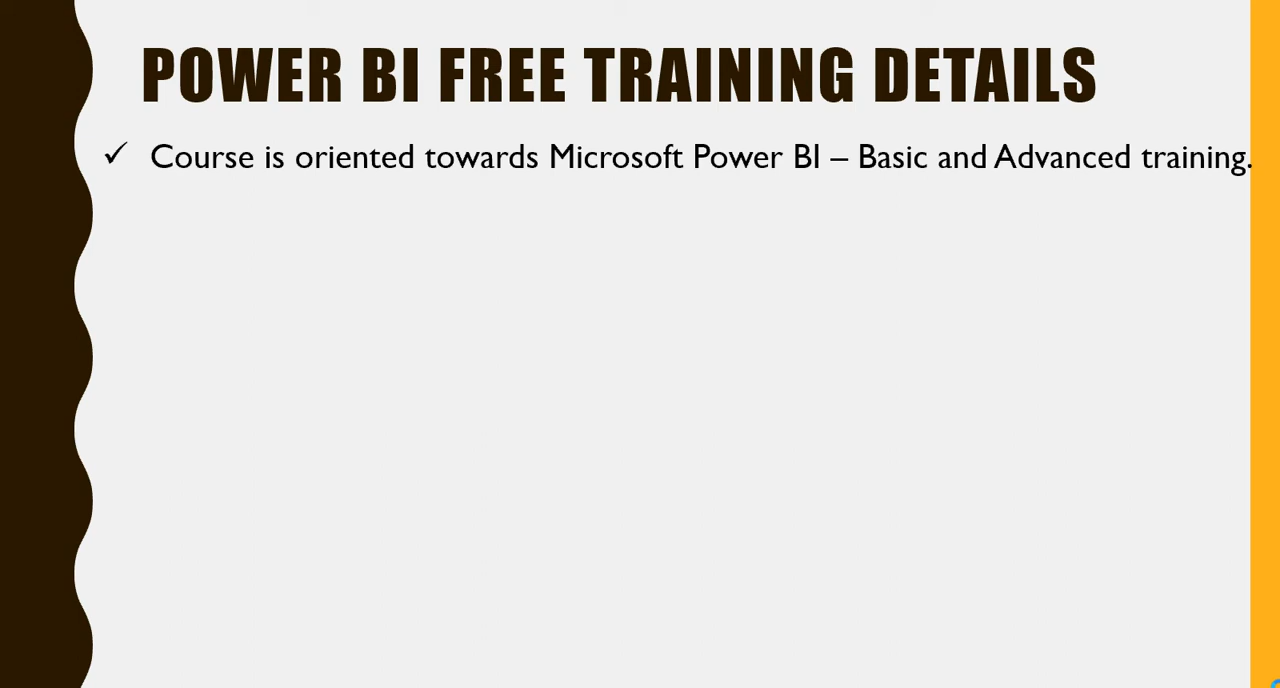 POWER BI FREE TRAINING DETAILS
✓ Course is oriented towards Microsoft Power BI – Basic and Advanced training.